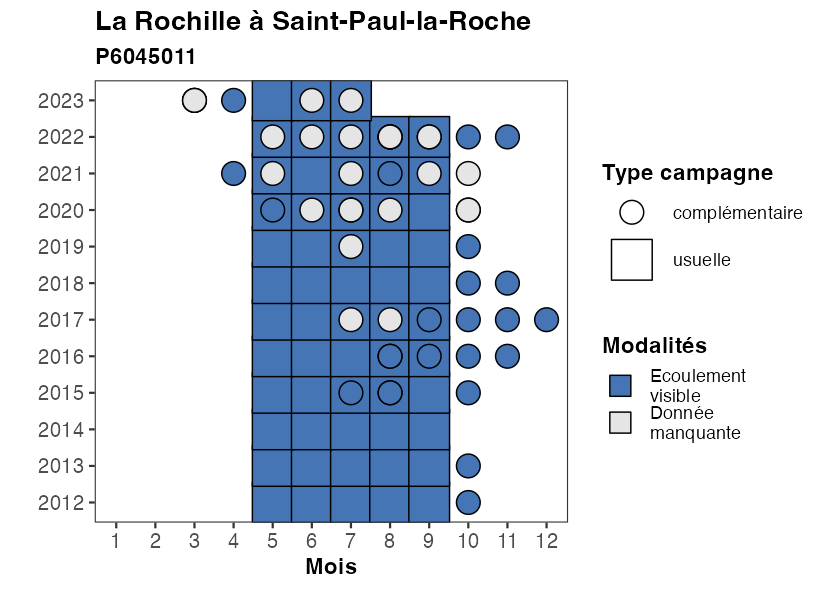 La Rochille à Saint-Paul-la-Roche
P6045011
2023
2022
2021
2020
2019
2018
2017
2016
2015
2014
2013
2012
1 2 3 4 5 6 7 8 9 10 11 12
Mois
Type campagne
complémentaire
usuelle
Modalités
Ecoulement
visible
Donnée
manquante